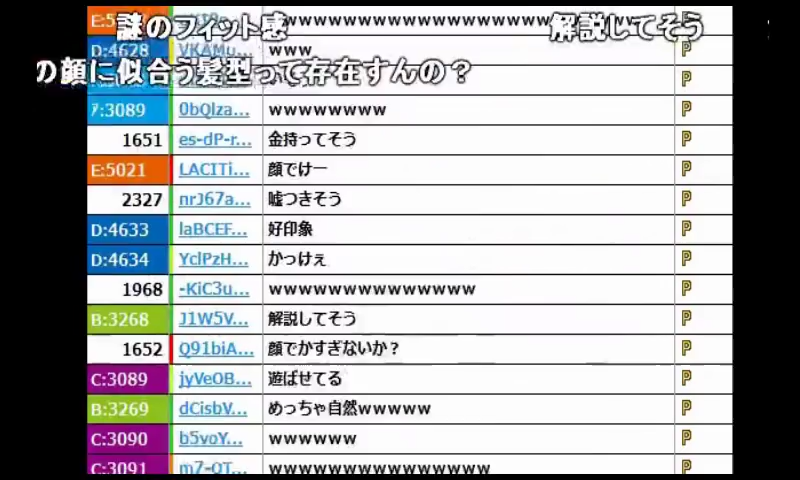 謎のフィット感
解説してそう
の顔に似合う髪型って存在すんの？
D:4628 VKAMu... www P
ｱ:3089 0bQlza... wwwwwwww P
1651 es-dP-r... 金持ってそう P
E:5021 LACITi... 顔でけー P
2327 nrJ67a... 嘘つきそう P
D:4633 laBCEF... 好印象 P
D:4634 YclPzH... かっけぇ P
1968 -KiC3u... wwwwwwwwwwwwww P
B:3268 J1W5V... 解説してそう P
1652 Q91biA... 顔でかすぎないか？ P
C:3089 jyVeOB... 遊ばせてる P
B:3269 dCisbV... めっちゃ自然wwwww P
C:3090 b5voY... wwwwww P
C:3091 m7-OT... wwwwwwwwwwwwwww P